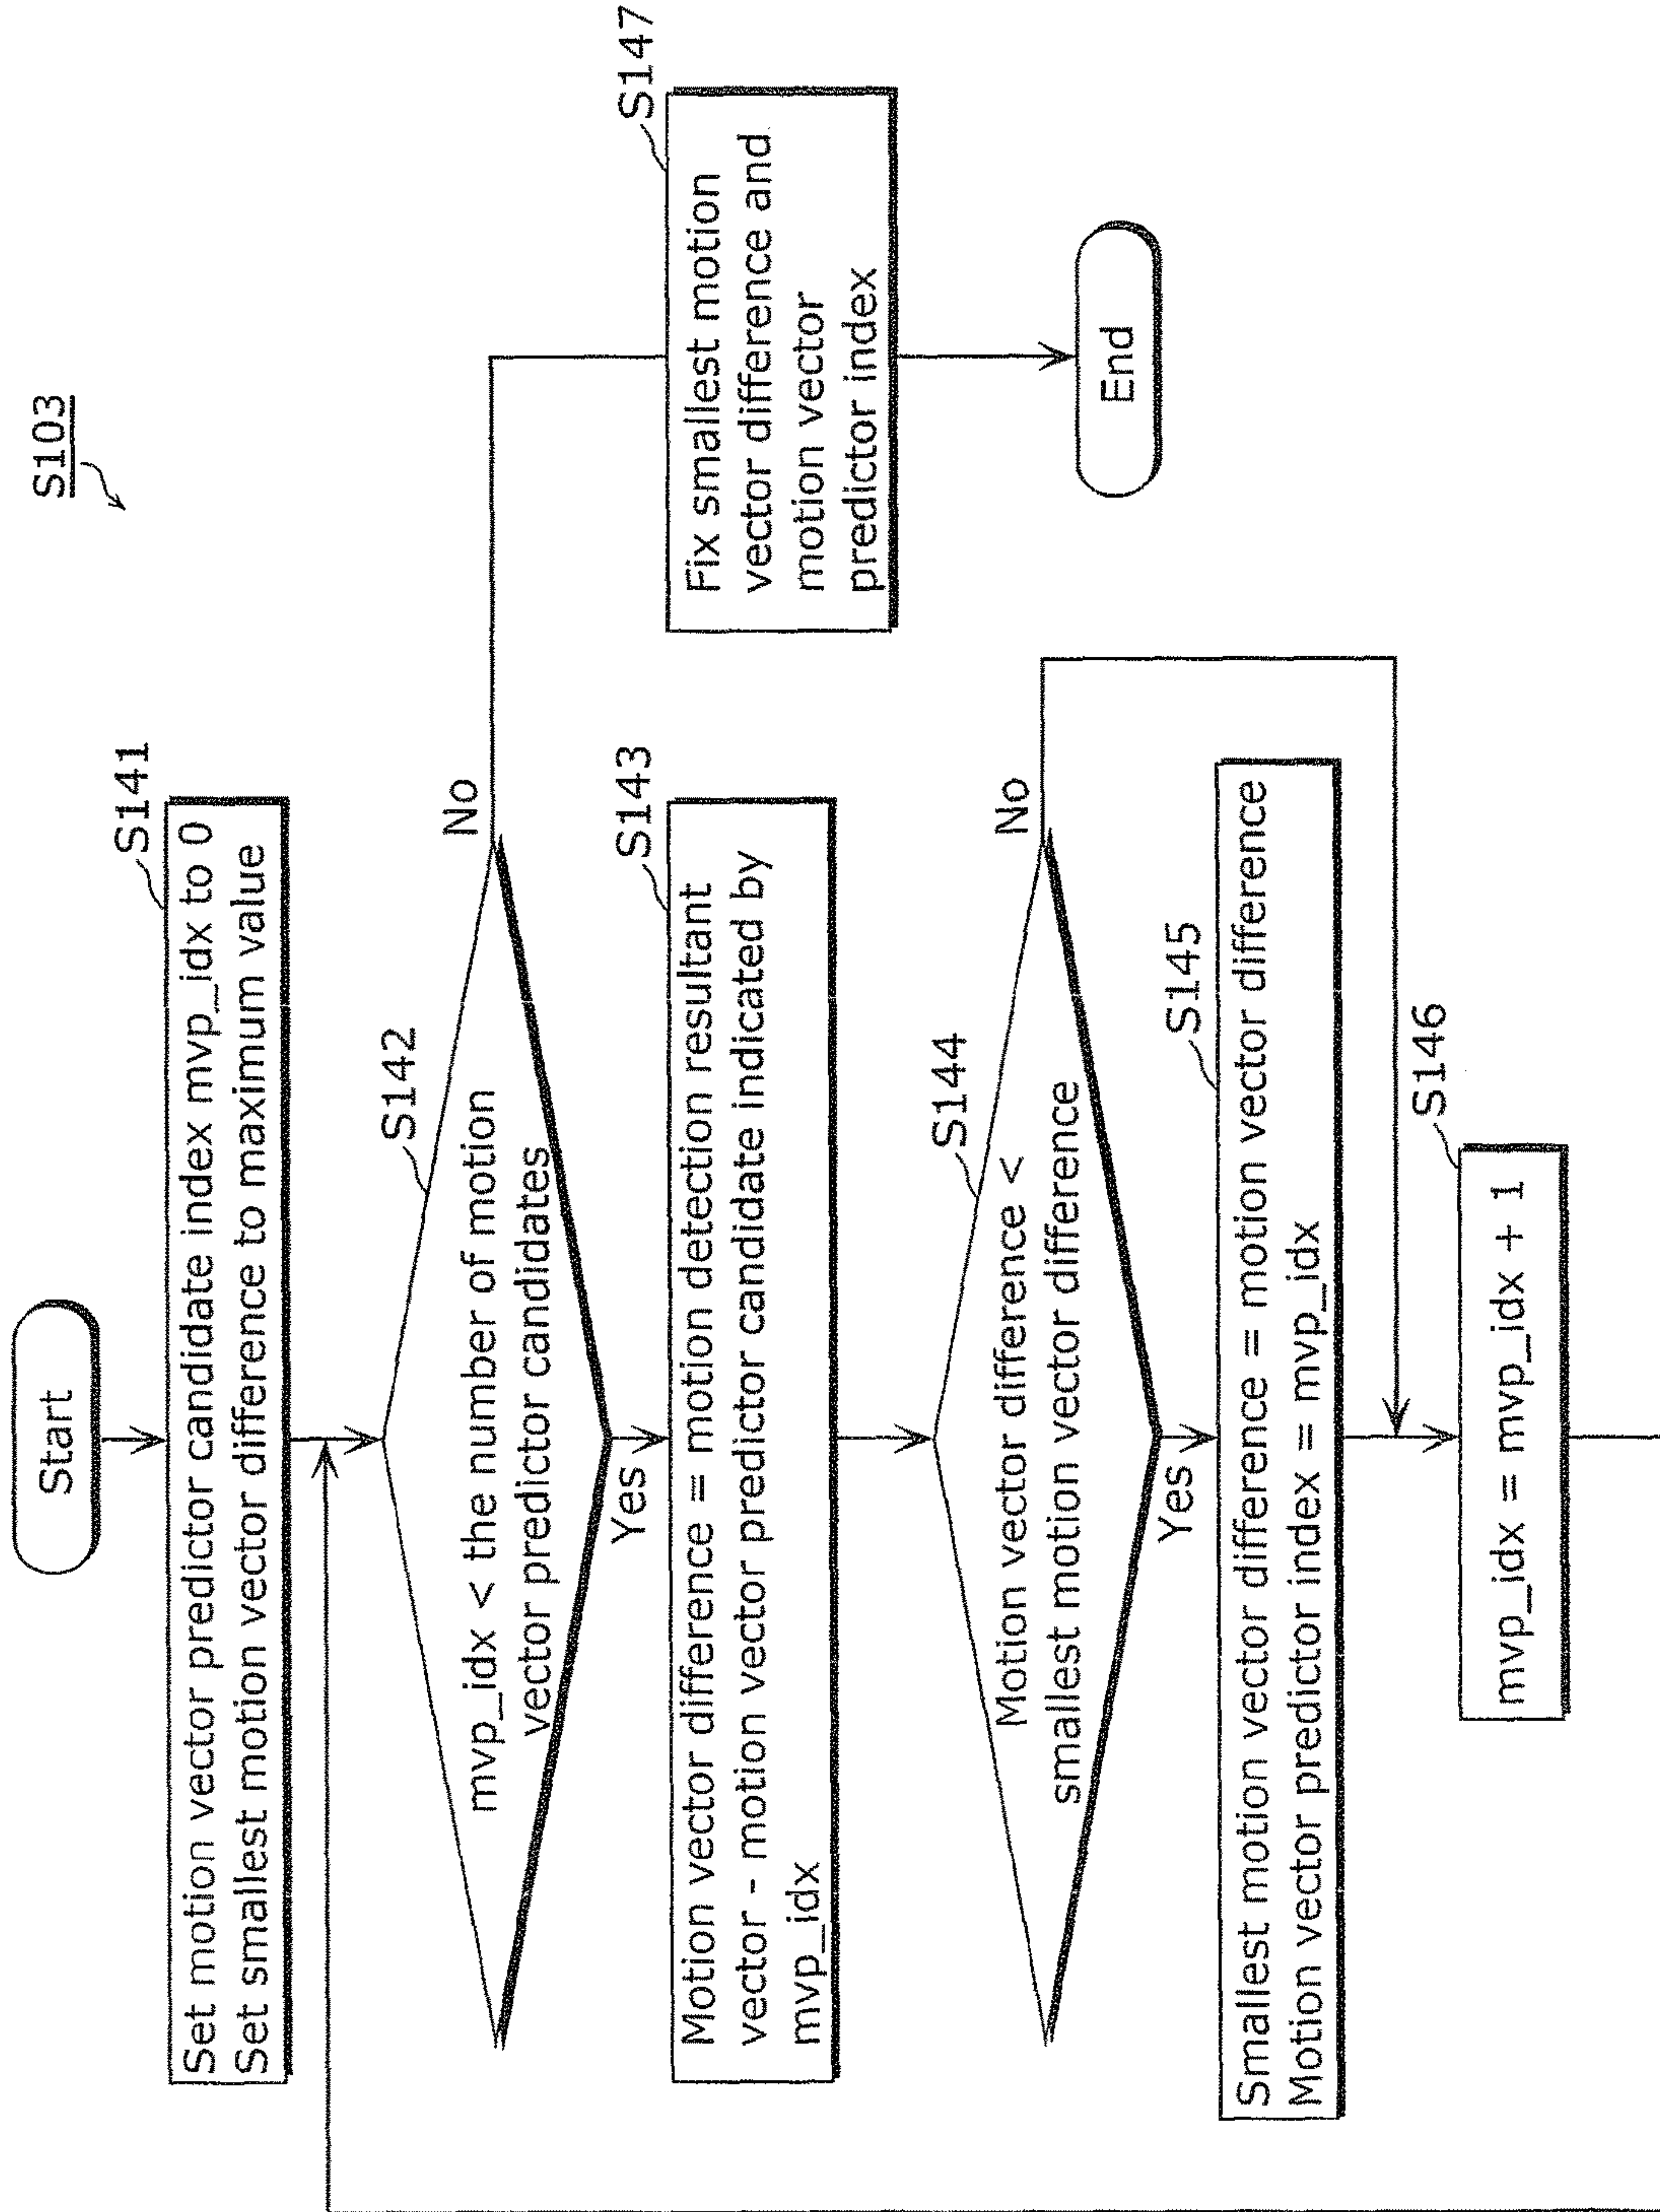 S103
Start
S141
Set motion vector predictor candidate index mvp_idx to 0
Set smallest motion vector difference to maximum value
S142
mvp_idx < the number of motion
vector predictor candidates
No
Yes
S143
Motion vector difference = motion detection resultant
vector - motion vector predictor candidate indicated by
mvp_idx
S144
Motion vector difference <
smallest motion vector difference
No
Yes
S145
Smallest motion vector difference = motion vector difference
Motion vector predictor index = mvp_idx
S146
mvp_idx = mvp_idx + 1
S147
Fix smallest motion
vector difference and
motion vector
predictor index
End